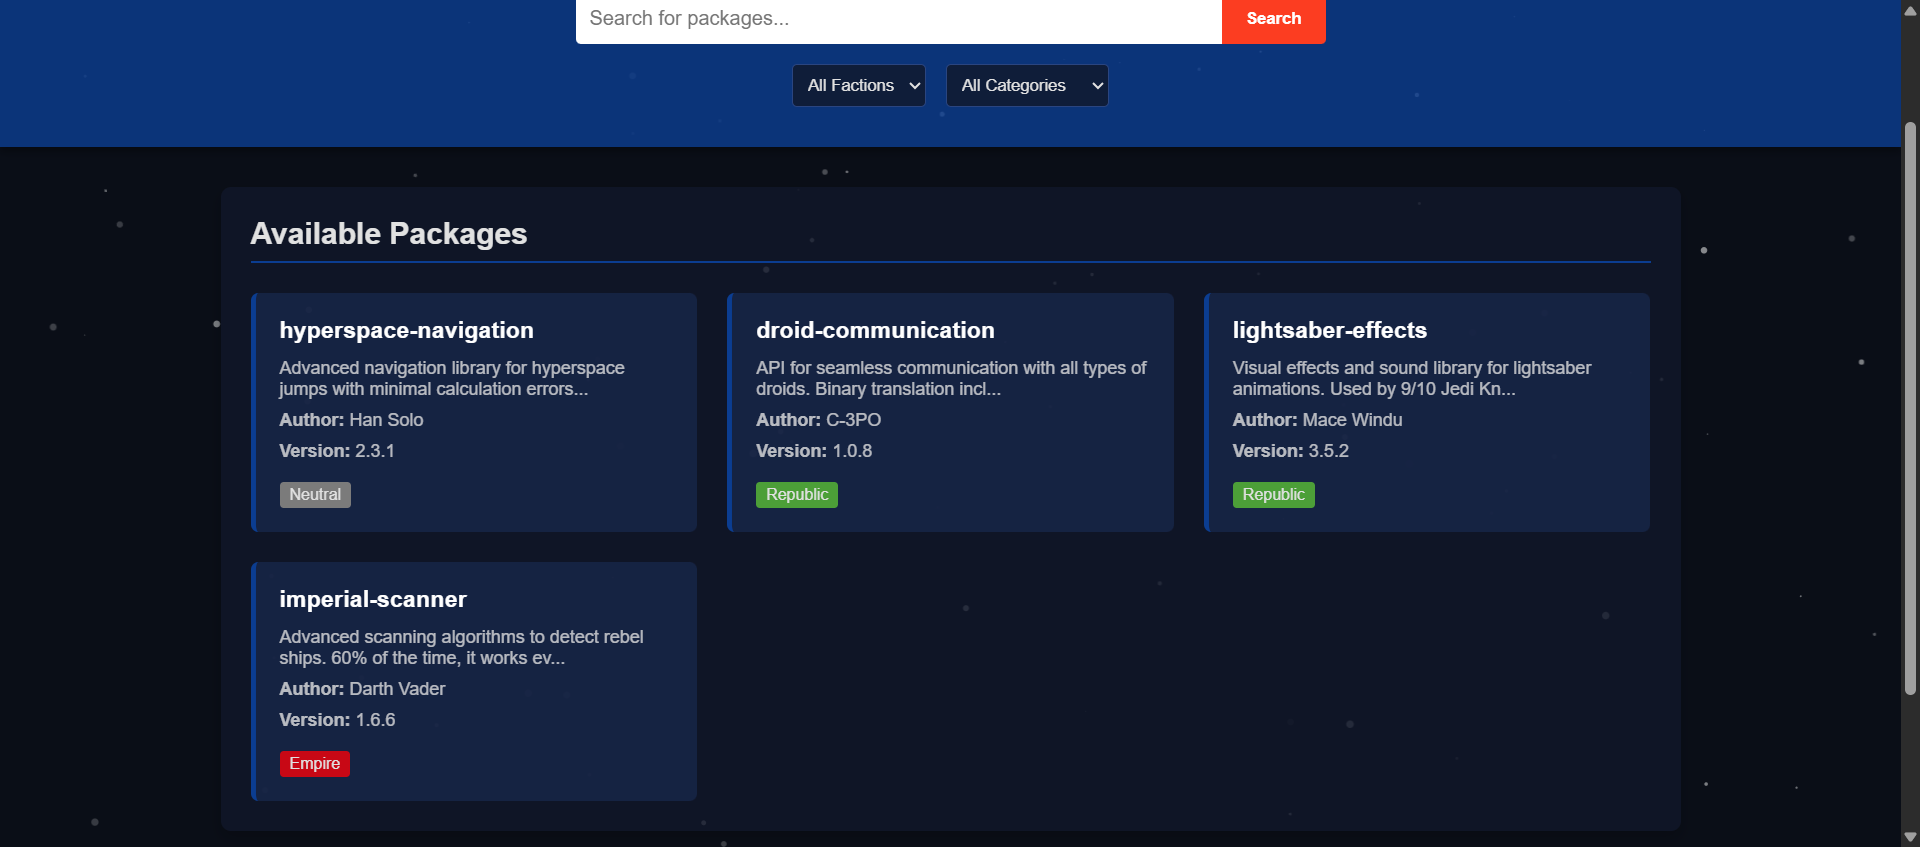 Search for packages...
Search
All Factions
All Categories
Available Packages
hyperspace-navigation
Advanced navigation library for hyperspace
jumps with minimal calculation errors...
Author: Han Solo
Version: 2.3.1
Neutral
droid-communication
API for seamless communication with all types of
droids. Binary translation incl...
Author: C-3PO
Version: 1.0.8
Republic
lightsaber-effects
Visual effects and sound library for lightsaber
animations. Used by 9/10 Jedi Kn...
Author: Mace Windu
Version: 3.5.2
Republic
imperial-scanner
Advanced scanning algorithms to detect rebel
ships. 60% of the time, it works ev...
Author: Darth Vader
Version: 1.6.6
Empire